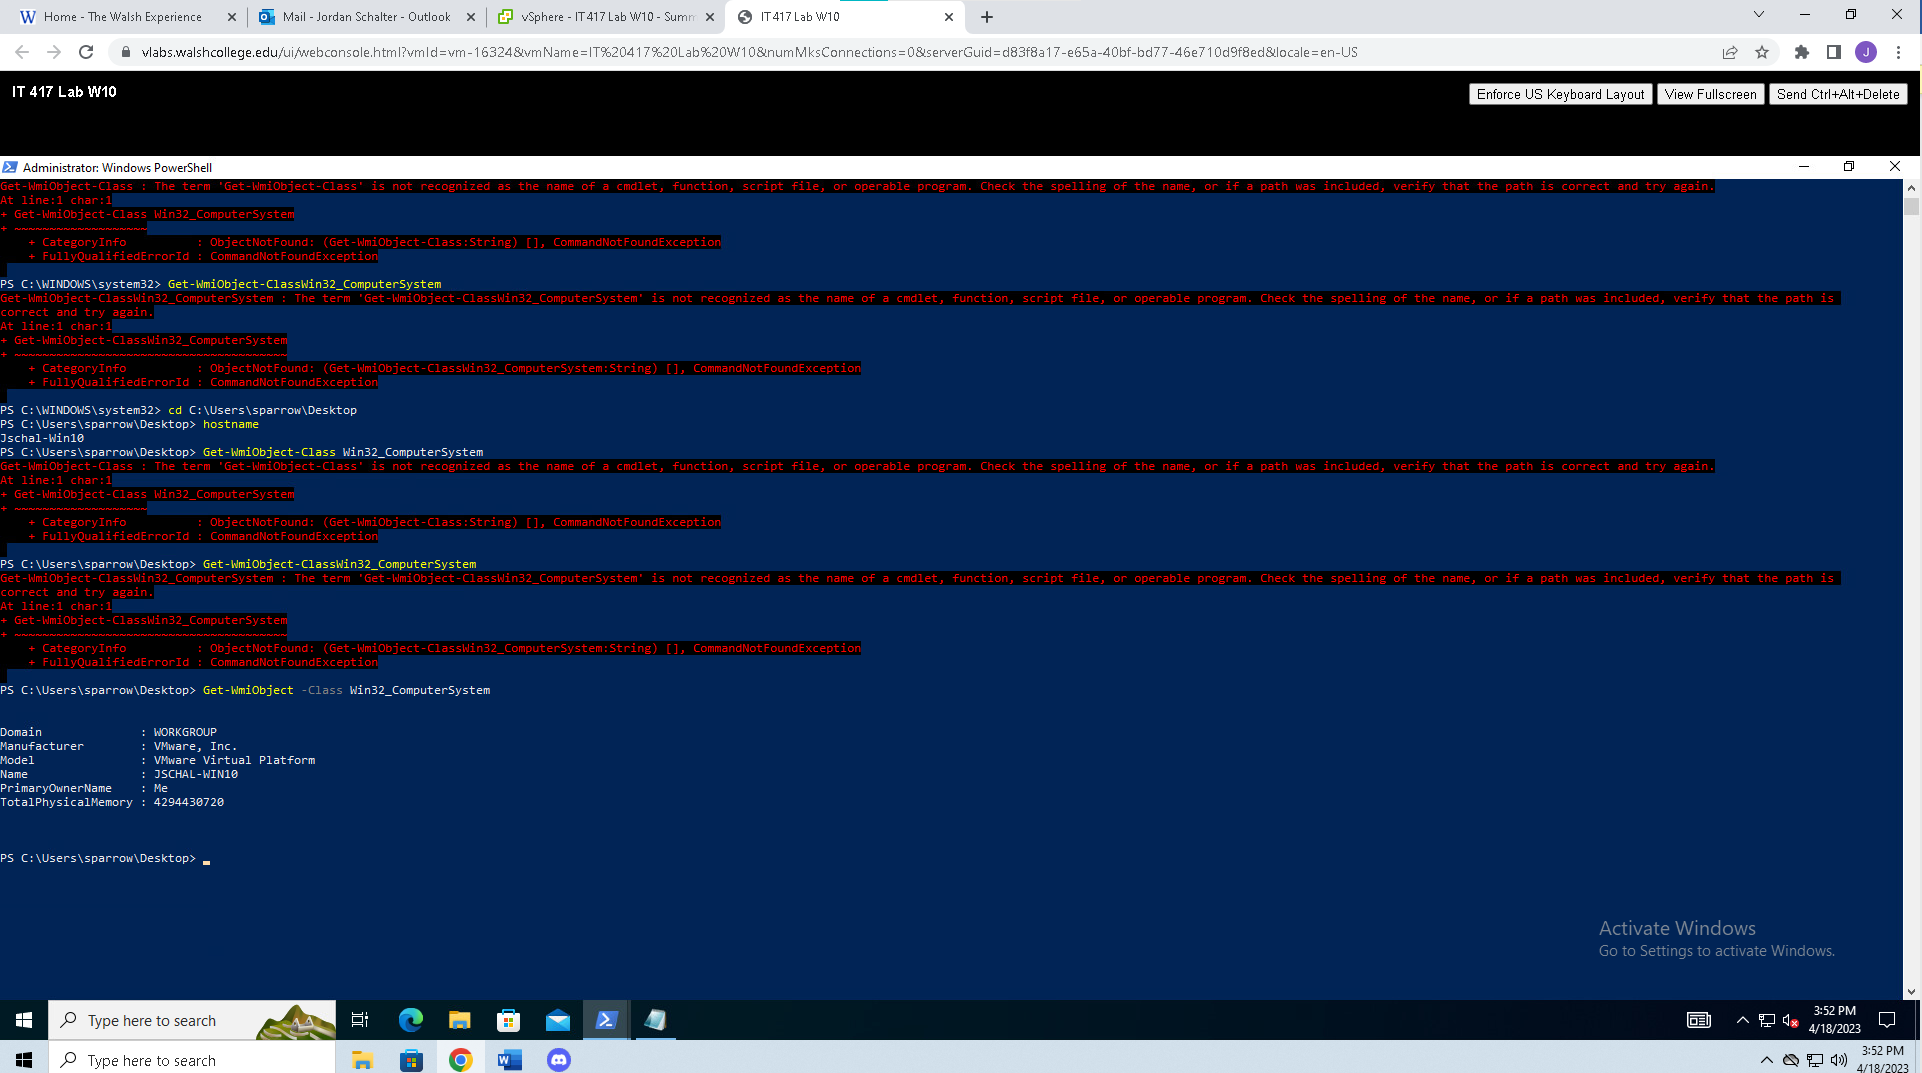 Home - The Walsh Experience
Mail - Jordan Schalter - Outlook
vSphere - IT 417 Lab W10 - Summ
IT 417 Lab W10
vlabs.walshcollege.edu/ui/webconsole.html?vmId=vm-16324&vmName=IT%20417%20Lab%20W10&numMksConnections=0&serverGuid=d83f8a17-e65a-40bf-bd77-46e710d9f8ed&locale=en-US
J
IT 417 Lab W10
Enforce US Keyboard Layout
View Fullscreen
Send Ctrl+Alt+Delete
Administrator: Windows PowerShell
Get-WmiObject-Class : The term 'Get-WmiObject-Class' is not recognized as the name of a cmdlet, function, script file, or operable program. Check the spelling of the name, or if a path was included, verify that the path is correct and try again.
At line:1 char:1
+ Get-WmiObject-Class Win32_ComputerSystem
+ ~~~~~~~~~~~~~~~~~~~
+ CategoryInfo : ObjectNotFound: (Get-WmiObject-Class:String) [], CommandNotFoundException
+ FullyQualifiedErrorId : CommandNotFoundException
PS C:\WINDOWS\system32> Get-WmiObject-ClassWin32_ComputerSystem
Get-WmiObject-ClassWin32_ComputerSystem : The term 'Get-WmiObject-ClassWin32_ComputerSystem' is not recognized as the name of a cmdlet, function, script file, or operable program. Check the spelling of the name, or if a path was included, verify that the path is
correct and try again.
At line:1 char:1
+ Get-WmiObject-ClassWin32_ComputerSystem
+ ~~~~~~~~~~~~~~~~~~~~~~~~~~~~~~~~~~~~~~~
+ CategoryInfo : ObjectNotFound: (Get-WmiObject-ClassWin32_ComputerSystem:String) [], CommandNotFoundException
+ FullyQualifiedErrorId : CommandNotFoundException
PS C:\WINDOWS\system32> cd C:\Users\sparrow\Desktop
PS C:\Users\sparrow\Desktop> hostname
Jschal-Win10
PS C:\Users\sparrow\Desktop> Get-WmiObject-Class Win32_ComputerSystem
Get-WmiObject-Class : The term 'Get-WmiObject-Class' is not recognized as the name of a cmdlet, function, script file, or operable program. Check the spelling of the name, or if a path was included, verify that the path is correct and try again.
At line:1 char:1
+ Get-WmiObject-Class Win32_ComputerSystem
+ ~~~~~~~~~~~~~~~~~~~
+ CategoryInfo : ObjectNotFound: (Get-WmiObject-Class:String) [], CommandNotFoundException
+ FullyQualifiedErrorId : CommandNotFoundException
PS C:\Users\sparrow\Desktop> Get-WmiObject-ClassWin32_ComputerSystem
Get-WmiObject-ClassWin32_ComputerSystem : The term 'Get-WmiObject-ClassWin32_ComputerSystem' is not recognized as the name of a cmdlet, function, script file, or operable program. Check the spelling of the name, or if a path was included, verify that the path is
correct and try again.
At line:1 char:1
+ Get-WmiObject-ClassWin32_ComputerSystem
+ ~~~~~~~~~~~~~~~~~~~~~~~~~~~~~~~~~~~~~~~
+ CategoryInfo : ObjectNotFound: (Get-WmiObject-ClassWin32_ComputerSystem:String) [], CommandNotFoundException
+ FullyQualifiedErrorId : CommandNotFoundException
PS C:\Users\sparrow\Desktop> Get-WmiObject -Class Win32_ComputerSystem
Domain : WORKGROUP
Manufacturer : VMware, Inc.
Model : VMware Virtual Platform
Name : JSCHAL-WIN10
PrimaryOwnerName : Me
TotalPhysicalMemory : 4294430720
PS C:\Users\sparrow\Desktop>
Activate Windows
Go to Settings to activate Windows.
Type here to search
3:52 PM
4/18/2023
Type here to search
3:52 PM
4/18/2023